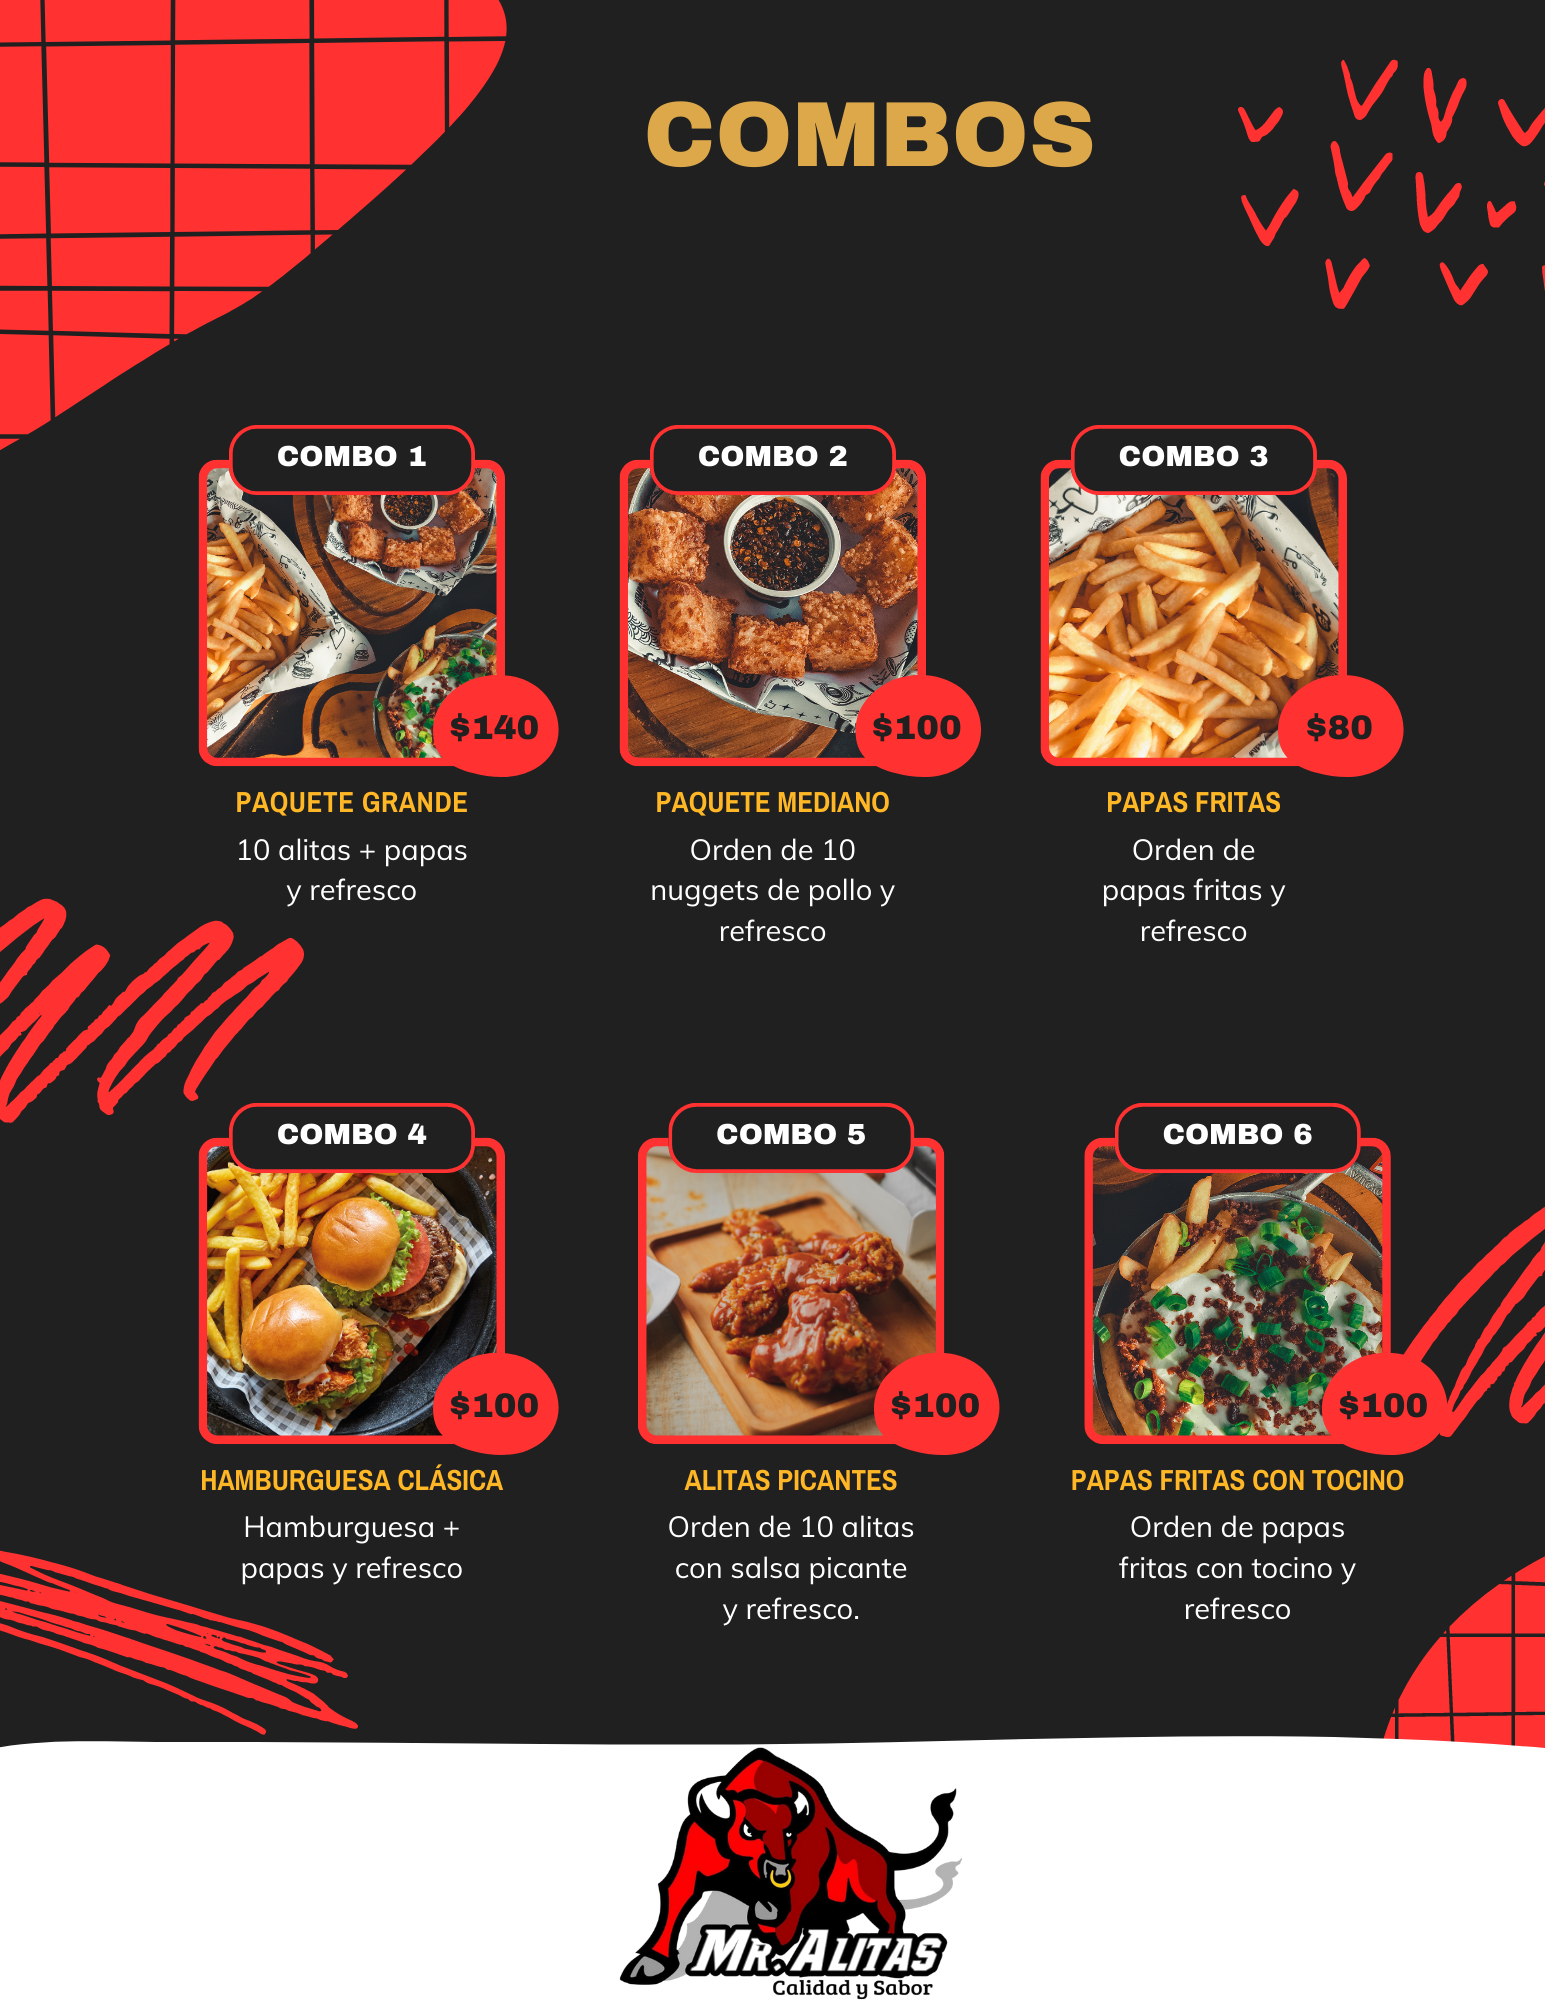 COMBOS
COMBO 1
$140
PAQUETE GRANDE
10 alitas + papas
y refresco
COMBO 2
$100
PAQUETE MEDIANO
Orden de 10
nuggets de pollo y
refresco
COMBO 3
$80
PAPAS FRITAS
Orden de
papas fritas y
refresco
COMBO 4
$100
HAMBURGUESA CLÁSICA
Hamburguesa +
papas y refresco
COMBO 5
$100
ALITAS PICANTES
Orden de 10 alitas
con salsa picante
y refresco.
COMBO 6
$100
PAPAS FRITAS CON TOCINO
Orden de papas
fritas con tocino y
refresco
MR. ALITAS
Calidad y Sabor